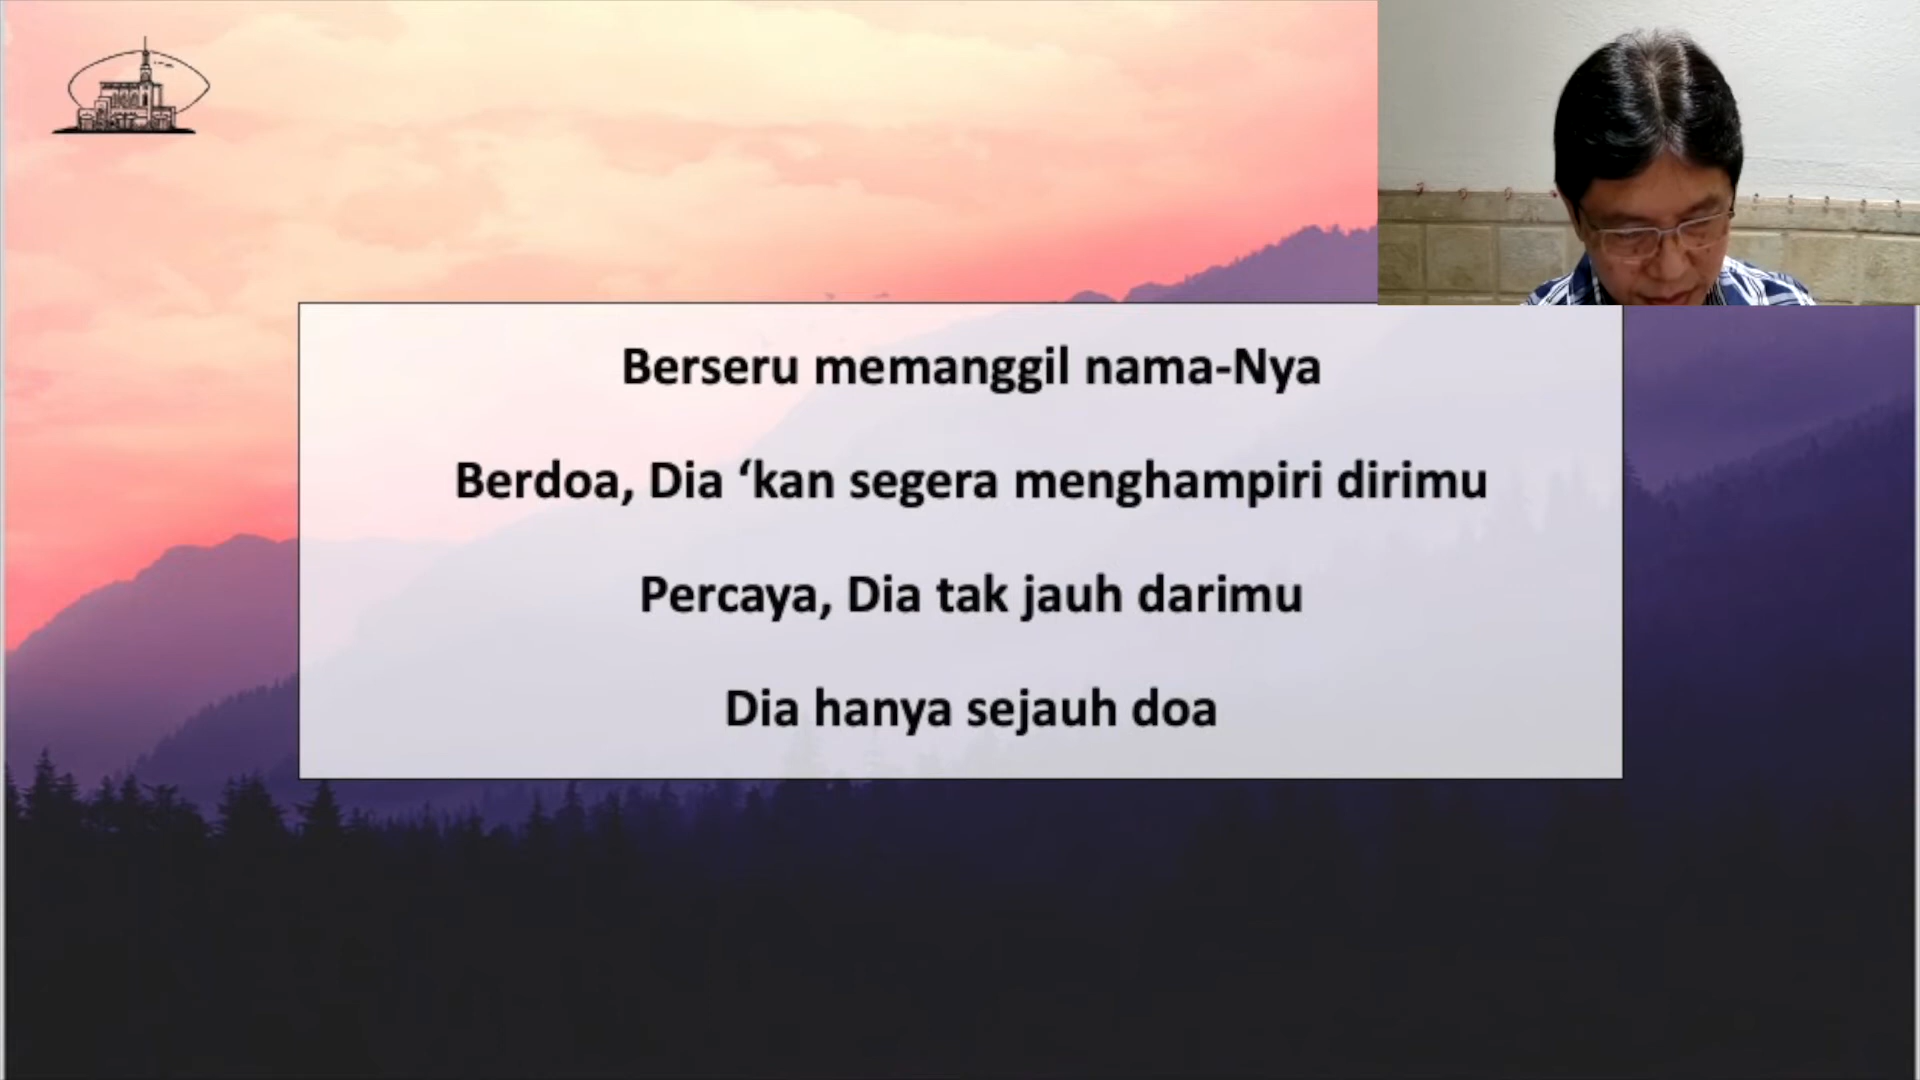 Berseru memanggil nama-Nya
Berdoa, Dia ‘kan segera menghampiri dirimu
Percaya, Dia tak jauh darimu
Dia hanya sejauh doa